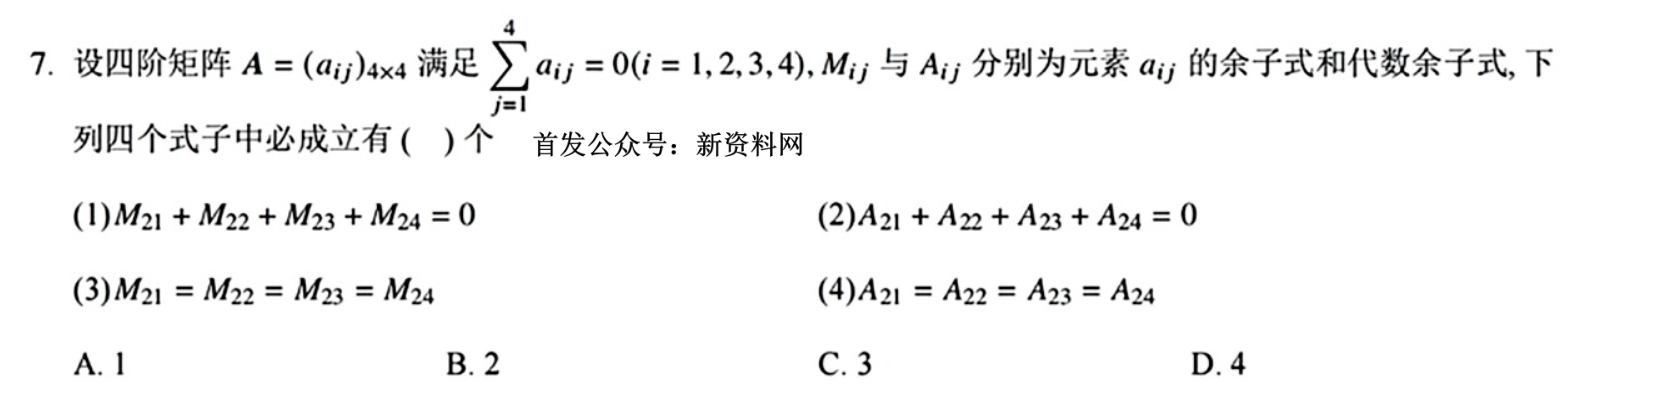 7. 设四阶矩阵 A = (a_{ij})_{4×4} 满足 \sum_{j=1}^{4} a_{ij} = 0(i = 1, 2, 3, 4), M_{ij} 与 A_{ij} 分别为元素 a_{ij} 的余子式和代数余子式, 下
列四个式子中必成立有 ( ) 个 首发公众号：新资料网
(1)M_{21} + M_{22} + M_{23} + M_{24} = 0 (2)A_{21} + A_{22} + A_{23} + A_{24} = 0
(3)M_{21} = M_{22} = M_{23} = M_{24} (4)A_{21} = A_{22} = A_{23} = A_{24}
A. 1 B. 2 C. 3 D. 4